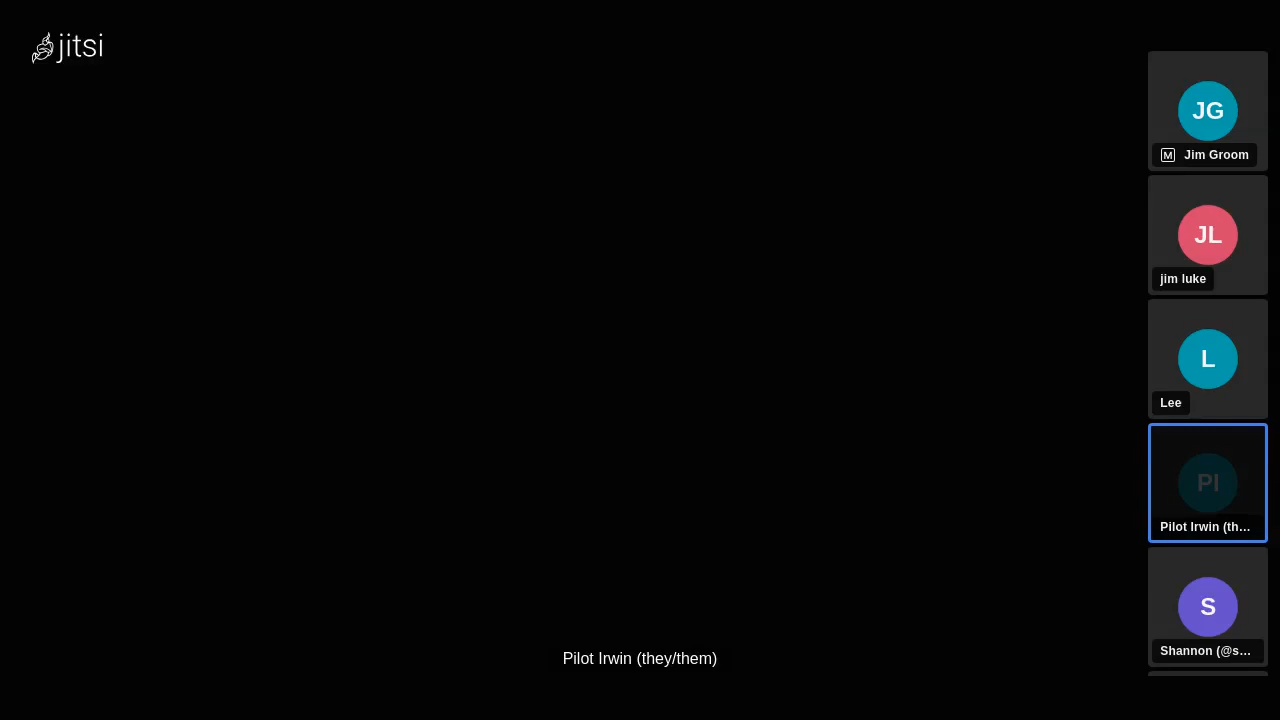 jitsi
JG
M Jim Groom
JL
jim luke
L
Lee
PI
Pilot Irwin (th...
S
Shannon (@s...
Pilot Irwin (they/them)